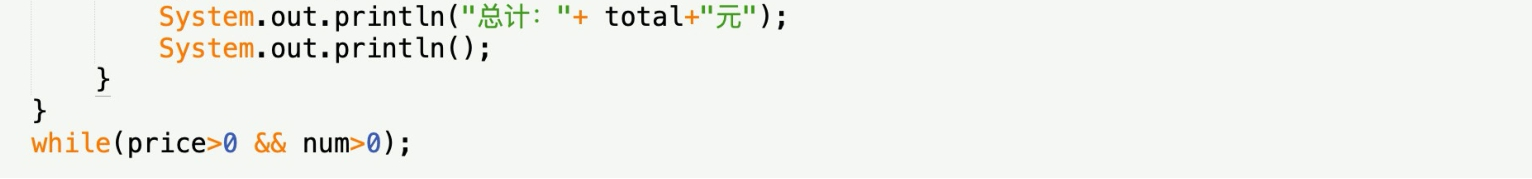 System.out.println("总计："+ total+"元");
System.out.println();
}
}
while(price>0 && num>0);